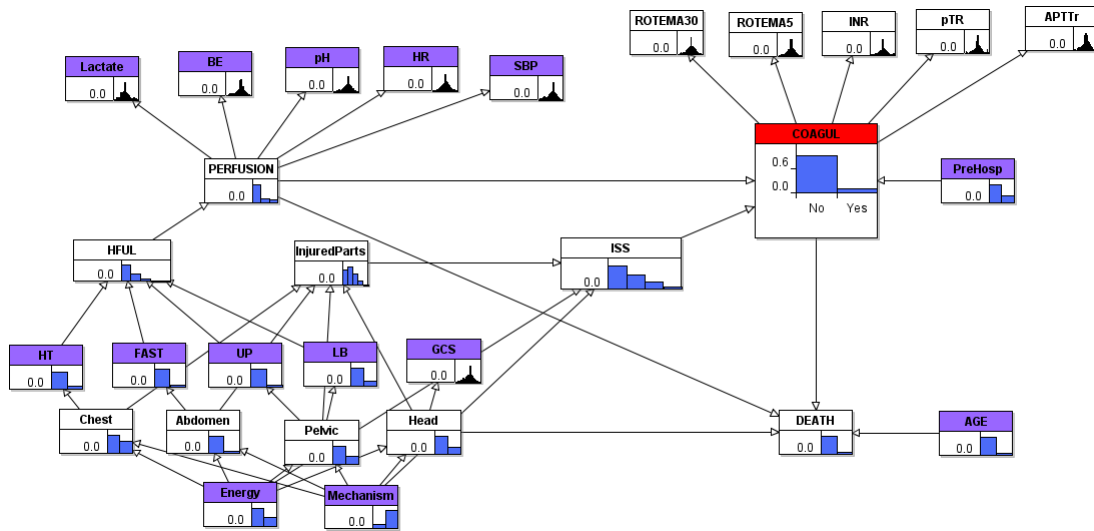 ROTEMA30
0.0
ROTEMA5
0.0
INR
0.0
pTR
0.0
APTTr
0.0
Lactate
0.0
BE
0.0
pH
0.0
HR
0.0
SBP
0.0
COAGUL
0.6
0.0
No Yes
PERFUSION
0.0
PreHosp
0.0
HFUL
0.0
InjuredParts
0.0
ISS
0.0
HT
0.0
FAST
0.0
UP
0.0
LB
0.0
GCS
0.0
Chest
0.0
Abdomen
0.0
Pelvic
0.0
Head
0.0
DEATH
0.0
AGE
0.0
Energy
0.0
Mechanism
0.0